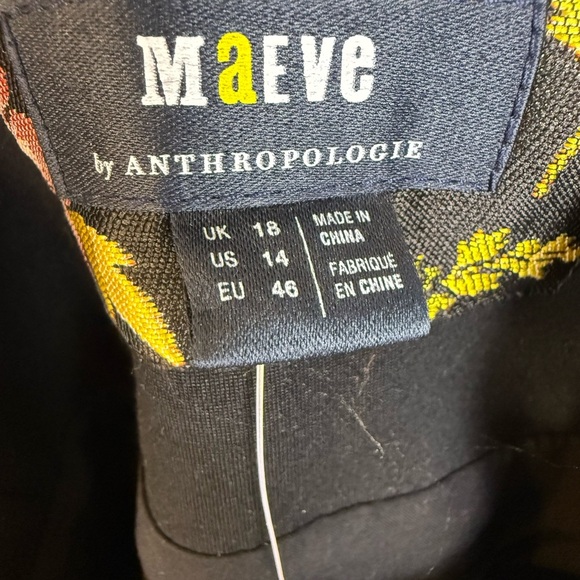 MaEVe
by ANTHROPOLOGIE
UK 18
US 14
EU 46
MADE IN
CHINA
FABRIQUÉ
EN CHINE